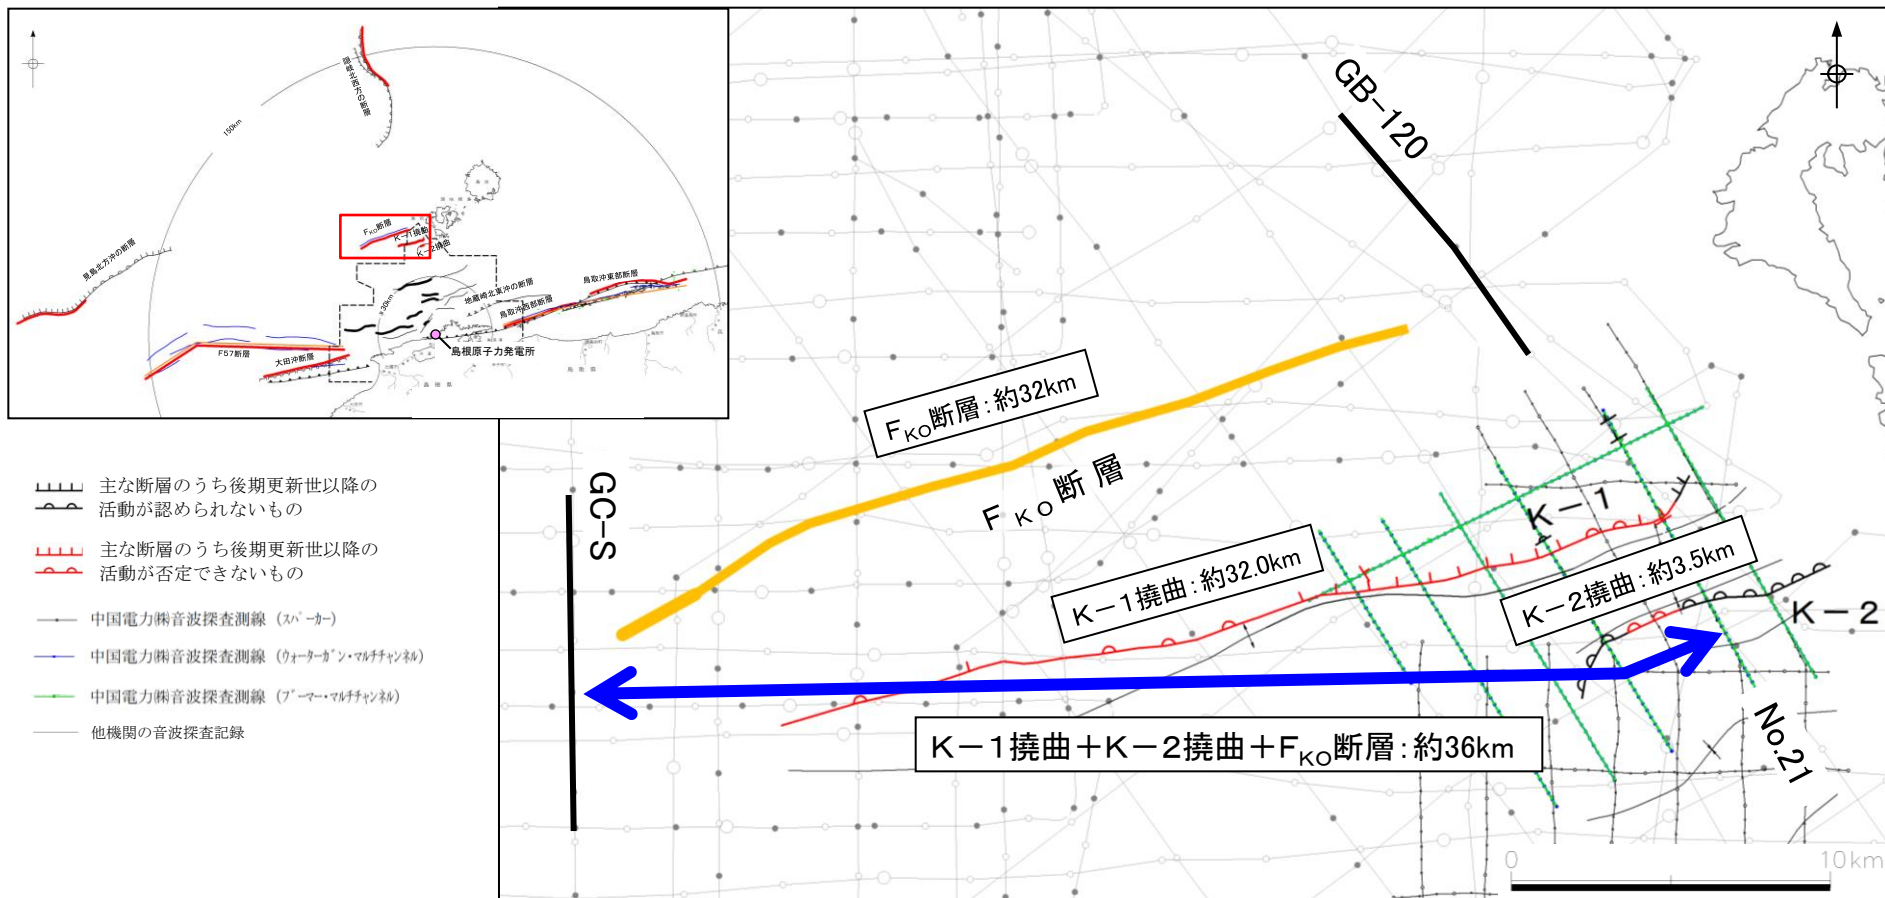 隠岐北西方の断層
150km
F_KO断層
K-1撓曲
K-2撓曲
見島北方沖の断層
30km
地蔵崎北東沖の断層
鳥取沖東部断層
鳥取沖西部断層
F57断層
大田沖断層
島根原子力発電所
島根県
鳥取県
主な断層のうち後期更新世以降の
活動が認められないもの
主な断層のうち後期更新世以降の
活動が否定できないもの
中国電力㈱音波探査測線（スパーカー）
中国電力㈱音波探査測線（ウォーターガン・マルチチャンネル）
中国電力㈱音波探査測線（ブーマー・マルチチャンネル）
他機関の音波探査記録
GB-120
F_KO断層：約32km
F_KO断層
GC-S
K-1
K-1撓曲：約32.0km
K-2撓曲：約3.5km
K-2
K-1撓曲+K-2撓曲+F_KO断層：約36km
No.21
0 10km